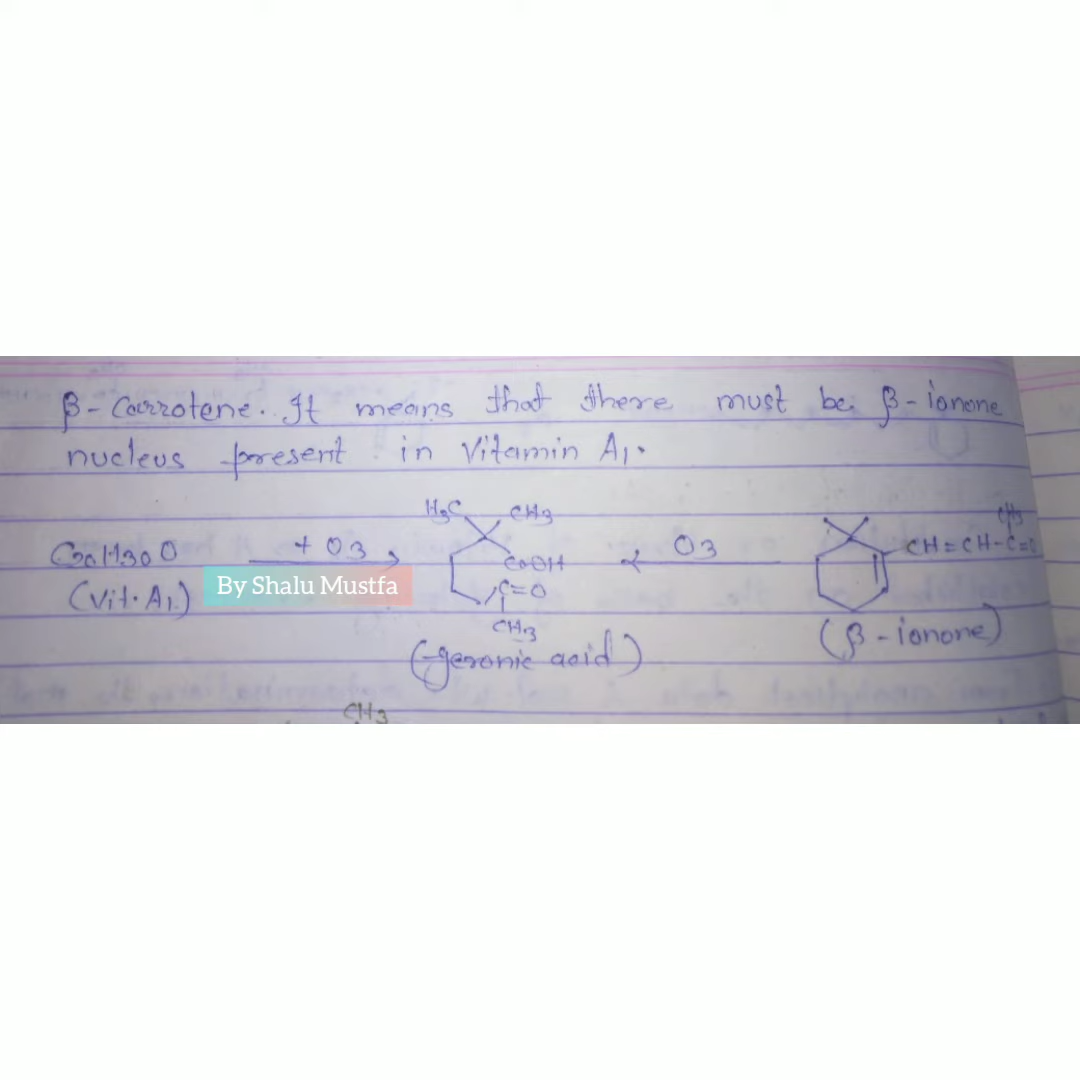 β-Carrotene. It means that there must be β-ionone
nucleus present in Vitamin A₁.
H₃C CH₃
C₂₀H₃₀O + O₃ COOH O₃ CH=CH-C=O
CH₃
(Vit. A₁) By Shalu Mustfa C=O
CH₃
(geronic acid) (β-ionone)
CH₃